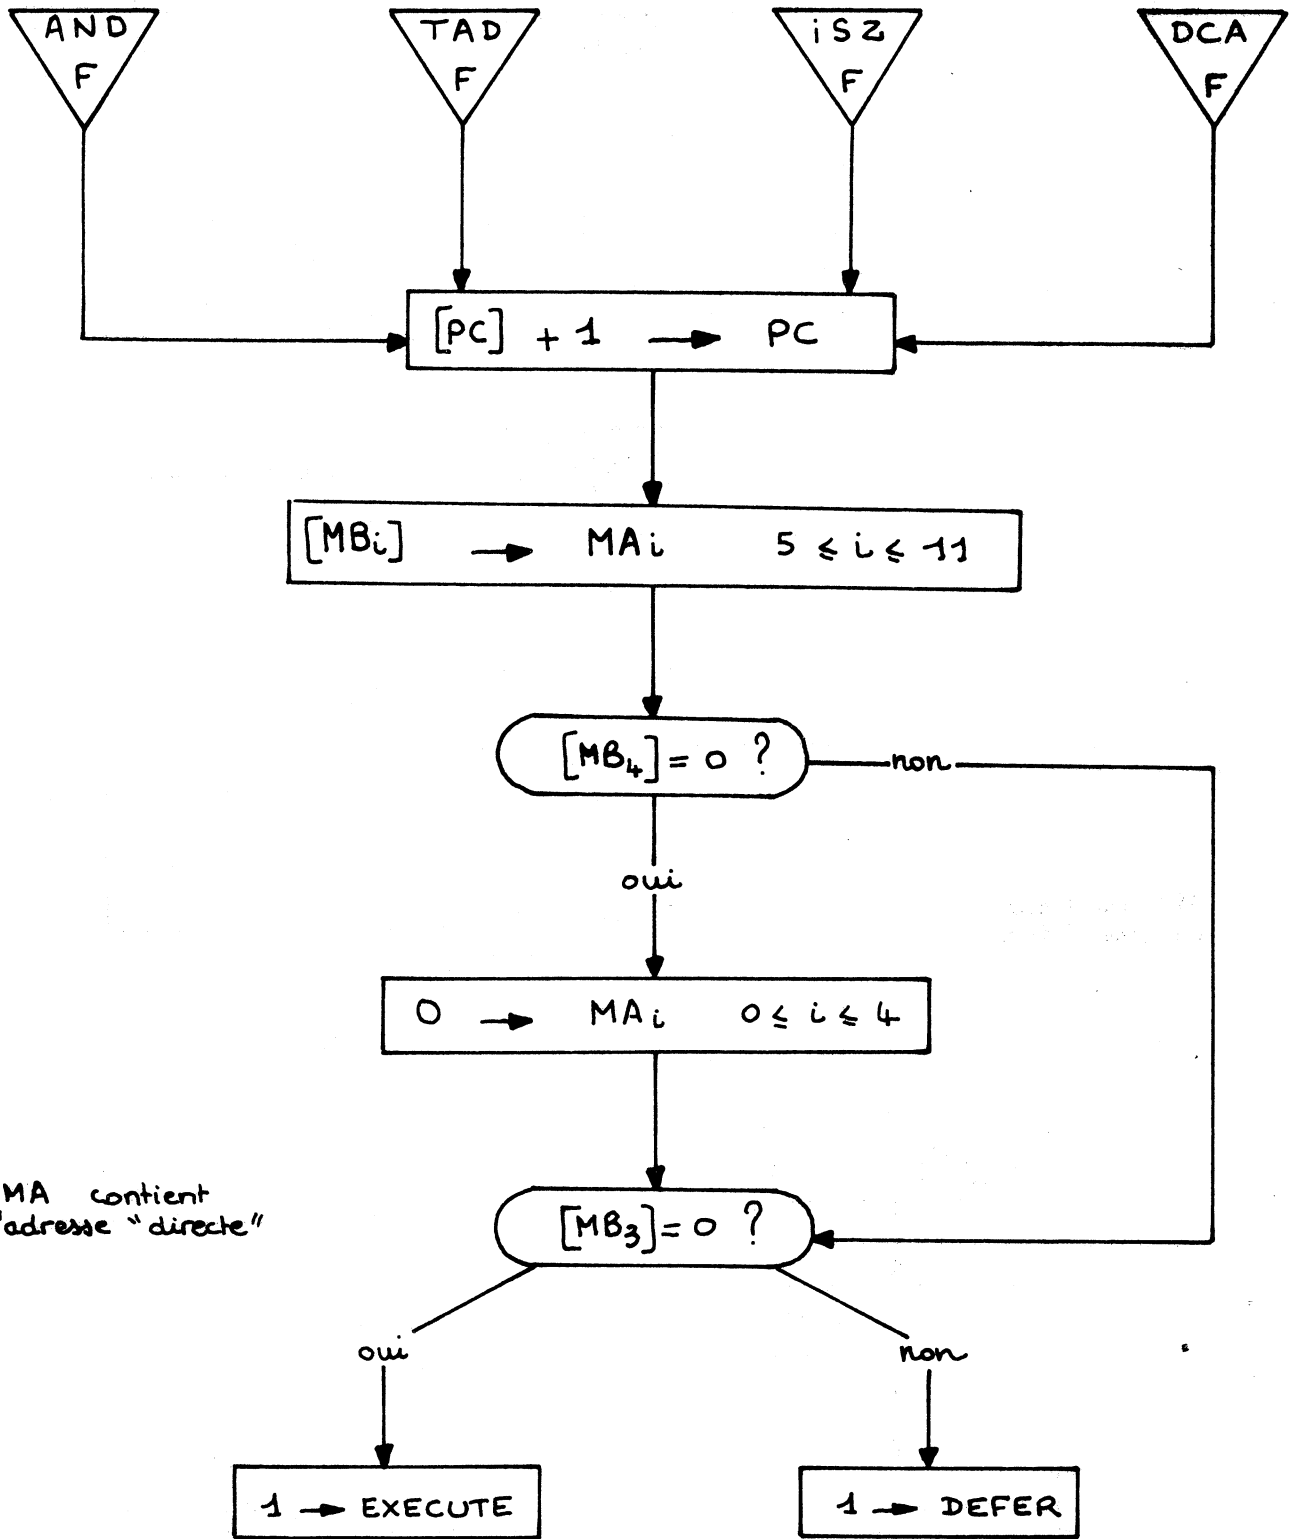 AND TAD iSZ DCA
F F F F
[PC] + 1 → PC
[MBi] → MAi 5 ≤ i ≤ 11
[MB4] = 0 ? non
oui
0 → MAi 0 ≤ i ≤ 4
MA contient
'adresse "directe"
[MB3] = 0 ?
oui non
1 → EXECUTE 1 → DEFER